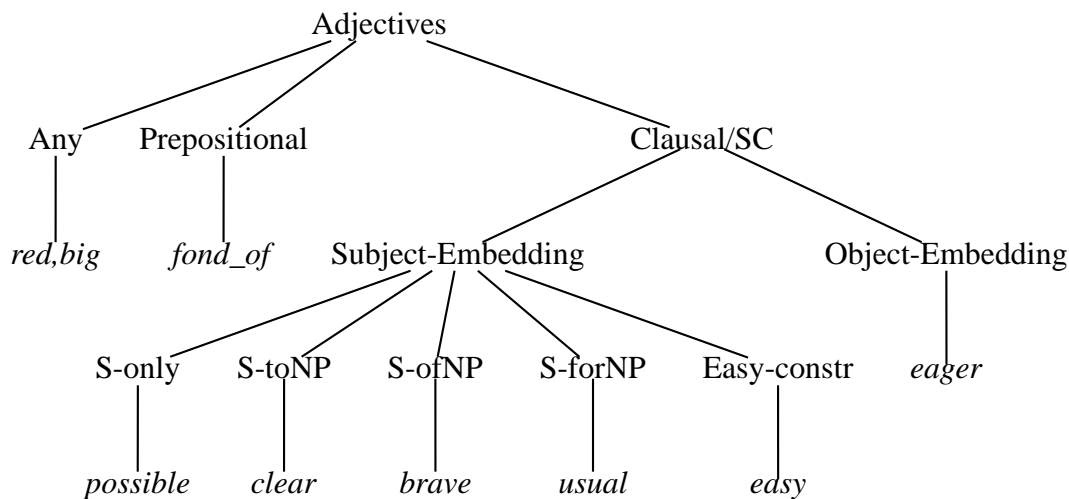 Adjectives
Any Prepositional Clausal/SC
red,big fond_of Subject-Embedding Object-Embedding
S-only S-toNP S-ofNP S-forNP Easy-constr eager
possible clear brave usual easy